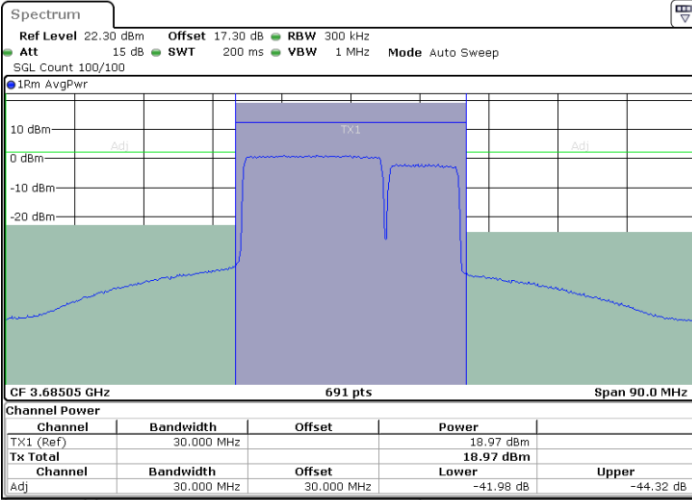 Spectrum
Ref Level 22.30 dBm Offset 17.30 dB RBW 300 kHz
Att 15 dB SWT 200 ms VBW 1 MHz Mode Auto Sweep
SGL Count 100/100
1Rm AvgPwr
10 dBm
TX1
Adj Adj
0 dBm
-10 dBm
-20 dBm
CF 3.68505 GHz 691 pts Span 90.0 MHz
Channel Power
Channel Bandwidth Offset Power
TX1 (Ref) 30.000 MHz 18.97 dBm
Tx Total 18.97 dBm
Channel Bandwidth Offset Lower Upper
Adj 30.000 MHz 30.000 MHz -41.98 dB -44.32 dB